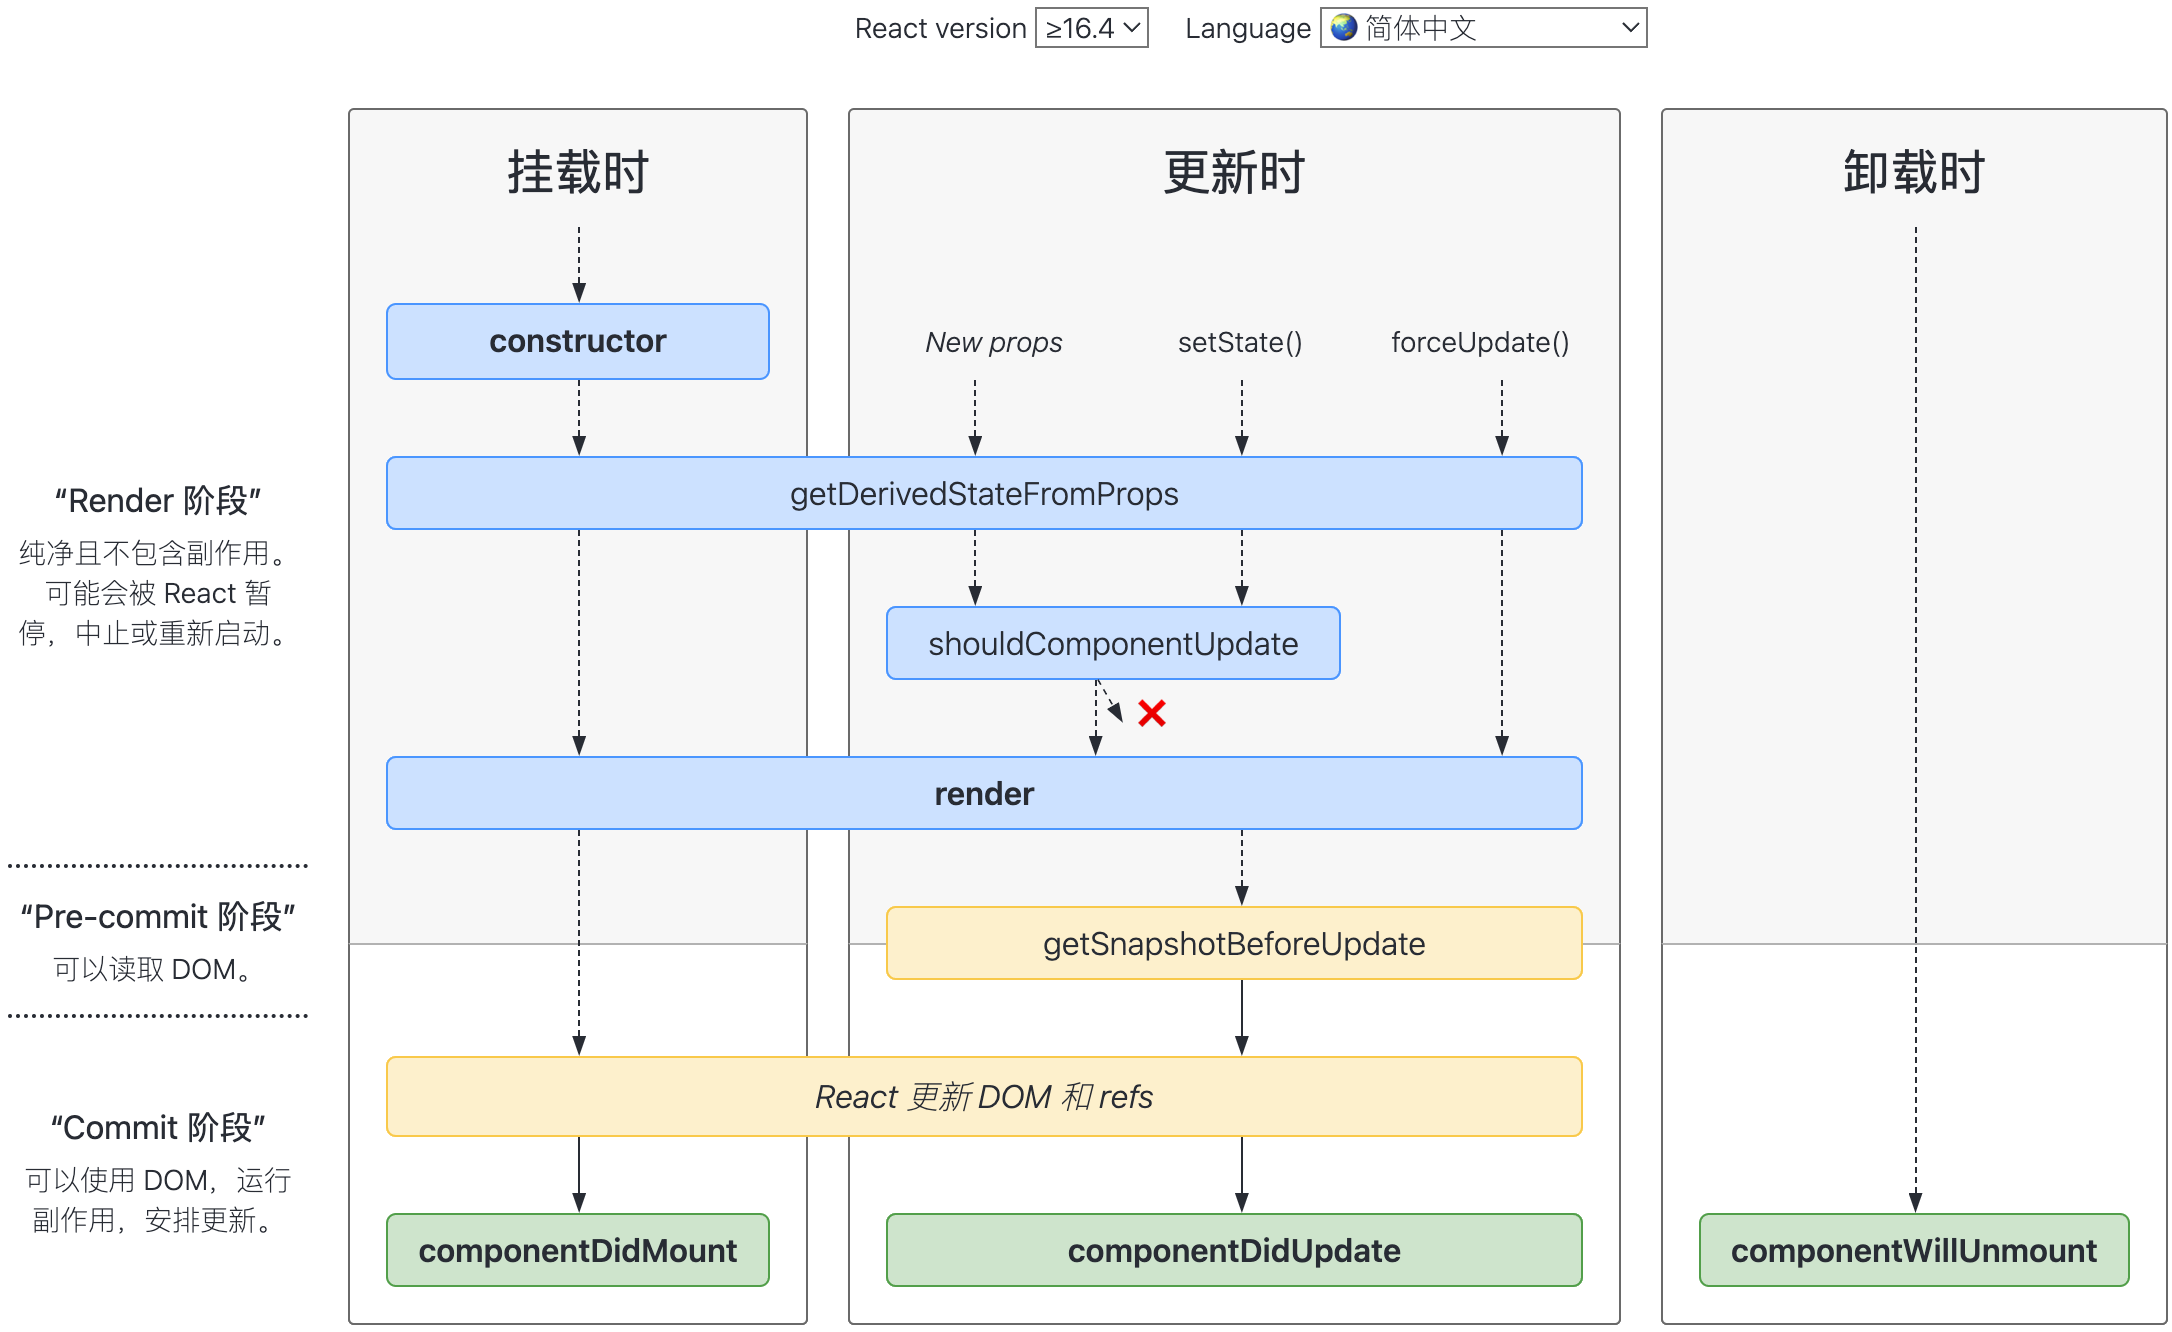 React version ≥16.4 Language 🌏 简体中文
挂载时
更新时
卸载时
constructor
New props
setState()
forceUpdate()
getDerivedStateFromProps
“Render 阶段”
纯净且不包含副作用。
可能会被 React 暂
停，中止或重新启动。
shouldComponentUpdate
render
“Pre-commit 阶段”
可以读取 DOM。
getSnapshotBeforeUpdate
React 更新 DOM 和 refs
“Commit 阶段”
可以使用 DOM，运行
副作用，安排更新。
componentDidMount
componentDidUpdate
componentWillUnmount